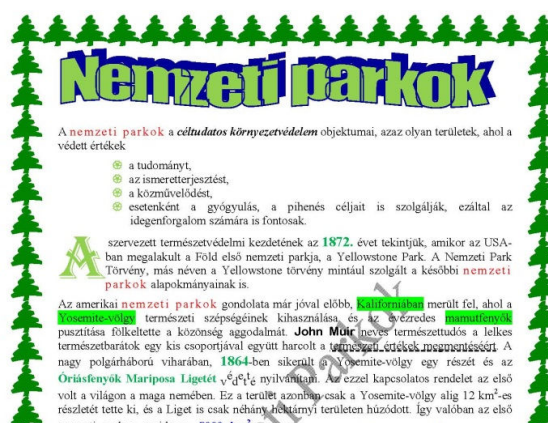 Nemzeti parkok
A nemzeti parkok a céltudatos környezetvédelem objektumai, azaz olyan területek, ahol a
védett értékek
a tudományt,
az ismeretterjesztést,
a közművelődést,
esetenként a gyógyulás, a pihenés céljait is szolgálják, ezáltal az
idegenforgalom számára is fontosak.
A szervezett természetvédelmi kezdetének az 1872. évet tekintjük, amikor az USA-
ban megalakult a Föld első nemzeti parkja, a Yellowstone Park. A Nemzeti Park
Törvény, más néven a Yellowstone törvény mintául szolgált a későbbi nemzeti
parkok alapokmányainak is.
Az amerikai nemzeti parkok gondolata már jóval előbb, Kaliforniában merült fel, ahol a
Yosemite-völgy természeti szépségeinek kihasználása és az évezredes mamutfenyők
pusztítása fölkeltette a közönség aggodalmát. John Muir neves természettudós a lelkes
természetbarátok egy kis csoportjával együtt harcolt a természeti értékek megmentéséért. A
nagy polgárháború viharában, 1864-ben sikerült a Yosemite-völgy egy részét és az
Óriásfenyők Mariposa Ligetét védetté nyilvánítani. Az ezzel kapcsolatos rendelet az első
volt a világon a maga nemében. Ez a terület azonban csak a Yosemite-völgy alig 12 km²-es
részletét tette ki, és a Liget is csak néhány hektárnyi területen húzódott. Így valóban az első
Parkok